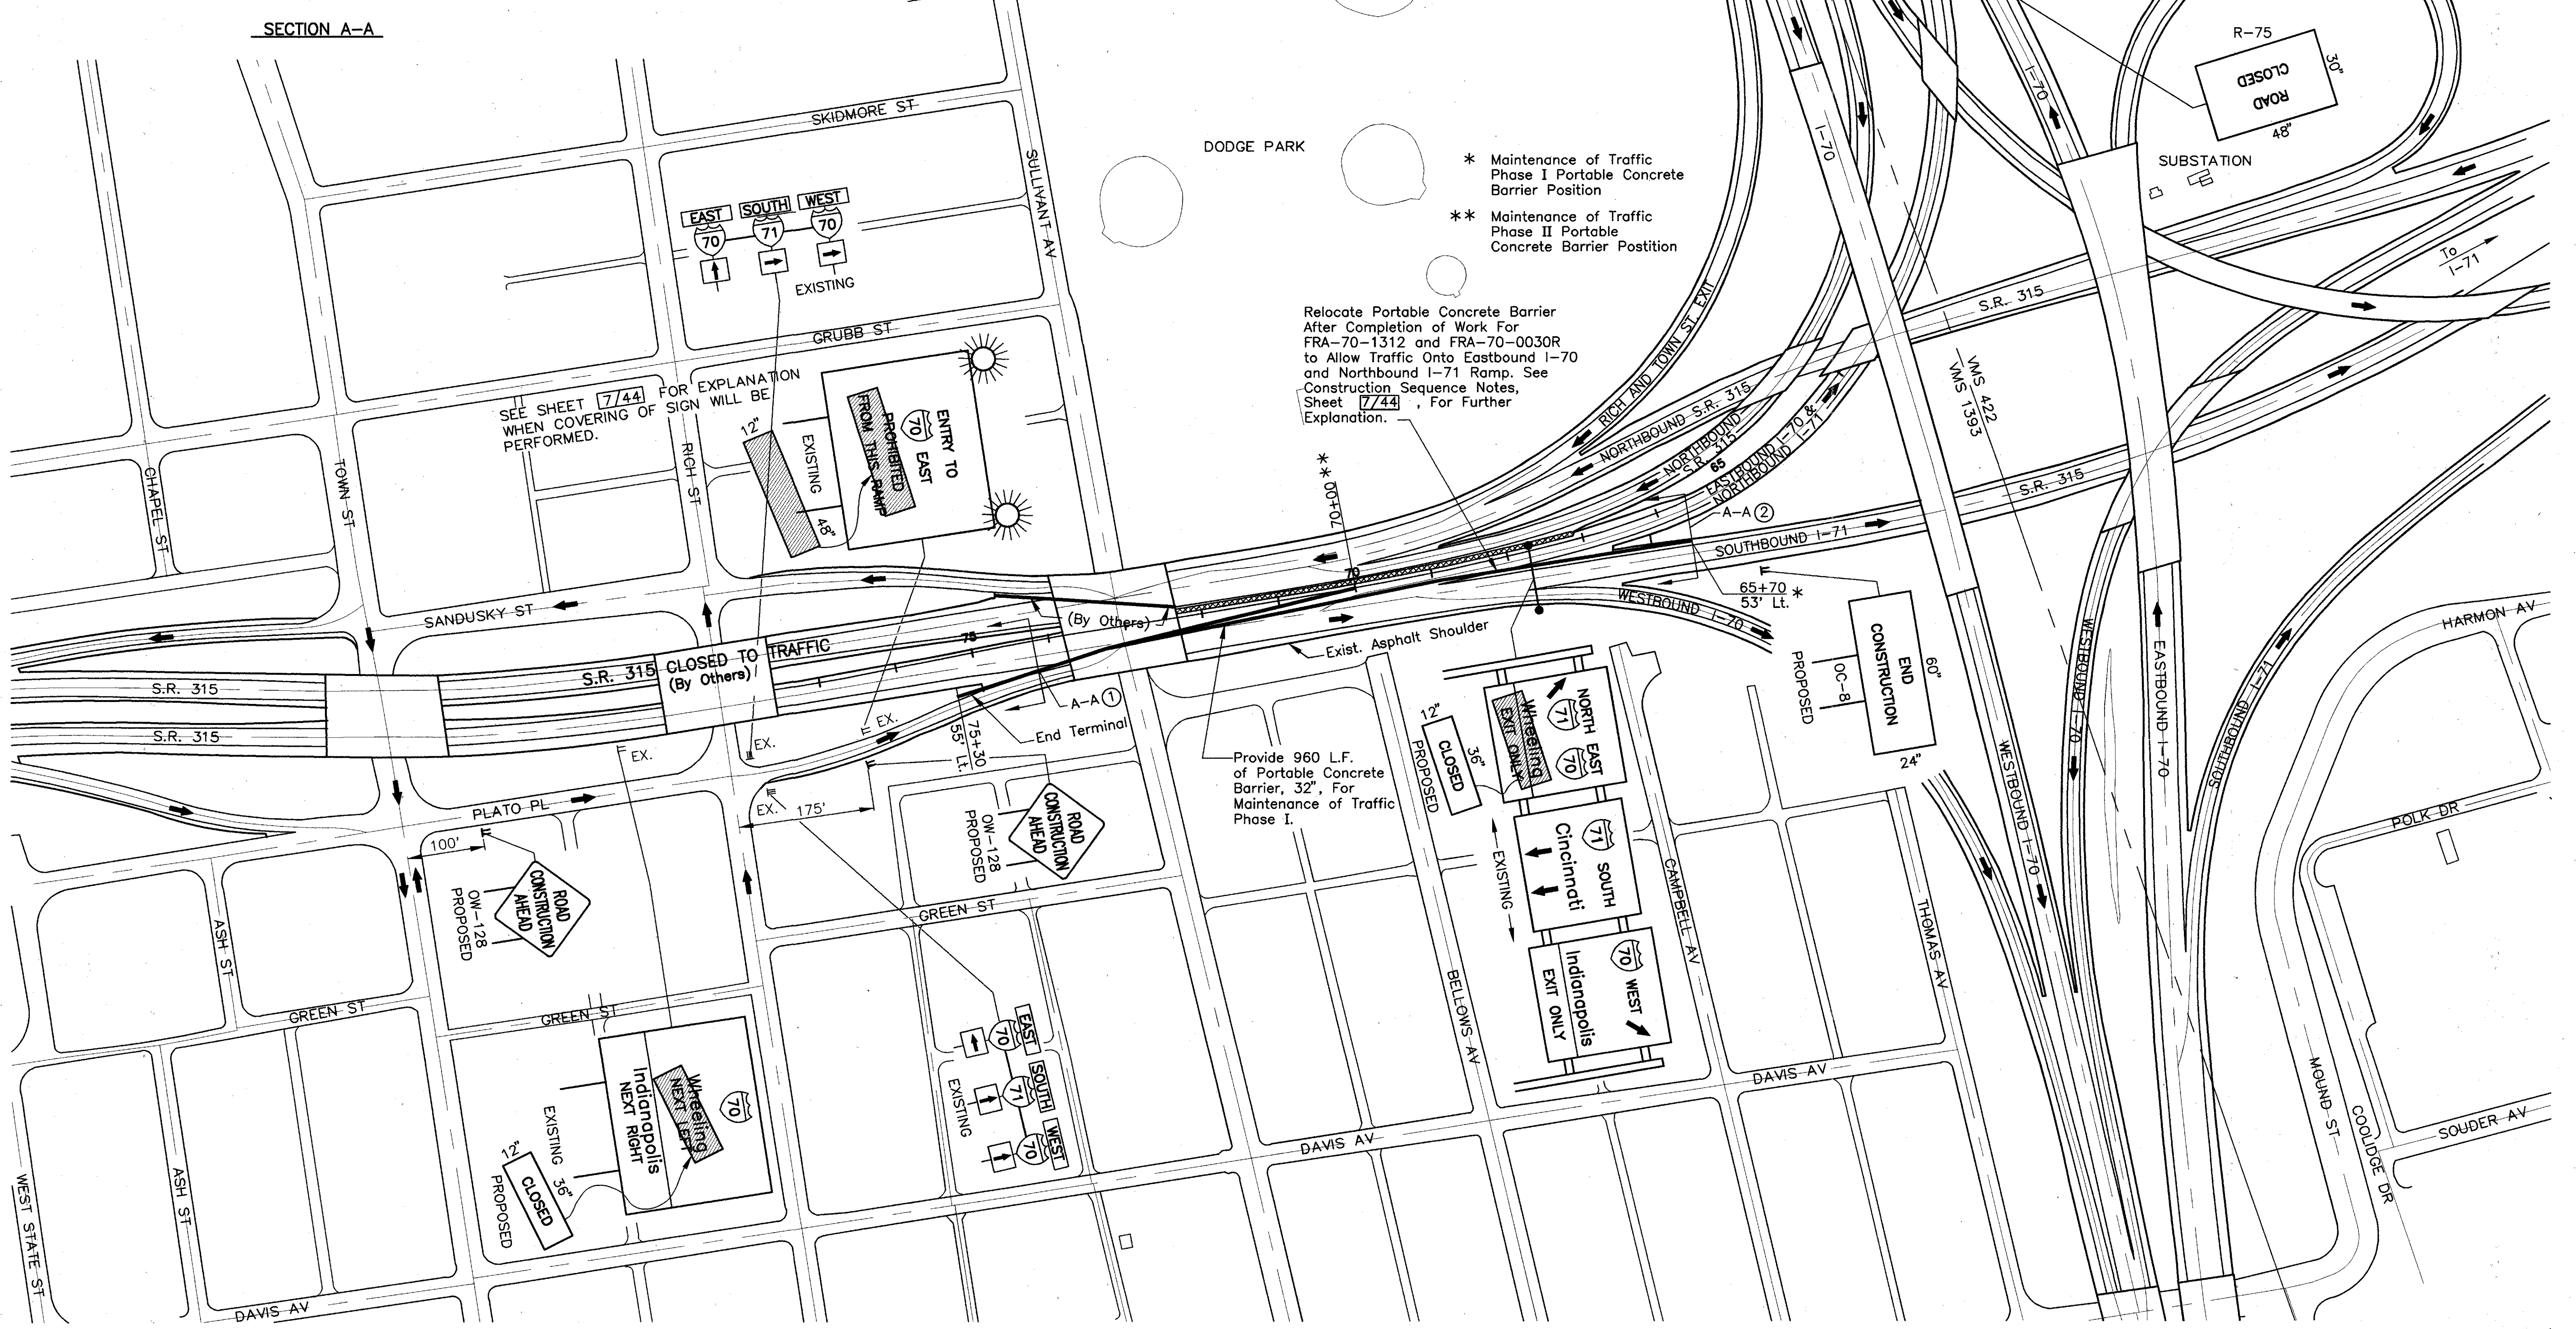 SECTION A-A
SKIDMORE ST
SULLIVANT AV
DODGE PARK
EAST
70
SOUTH
71
WEST
70
EXISTING
GRUBB ST
SEE SHEET 7/44 FOR EXPLANATION
WHEN COVERING OF SIGN WILL BE
PERFORMED.
12"
48"
EXISTING
ENTRY TO
70 EAST
PROHIBITED
FROM THIS RAMP
CHAPEL ST
TOWN ST
RICH ST
* Maintenance of Traffic
Phase I Portable Concrete
Barrier Position
** Maintenance of Traffic
Phase II Portable
Concrete Barrier Postition
Relocate Portable Concrete Barrier
After Completion of Work For
FRA-70-1312 and FRA-70-0030R
to Allow Traffic Onto Eastbound I-70
and Northbound I-71 Ramp. See
Construction Sequence Notes,
Sheet 7/44 , For Further
Explanation.
70+00 **
RICH AND TOWN ST. EXIT
NORTHBOUND S.R. 315
NORTHBOUND
S.R. 315
65
EASTBOUND I-70 &
NORTHBOUND I-71
A-A 2
I-70
I-70
R-75
ROAD
CLOSED
30"
48"
SUBSTATION
To
I-71
S.R. 315
VMS 422
VMS 1393
S.R. 315
SOUTHBOUND I-71
65+70 *
53' Lt.
WESTBOUND I-70
SANDUSKY ST
S.R. 315
S.R. 315
S.R. 315 CLOSED TO TRAFFIC
(By Others)
75
70
(By Others)
Exist. Asphalt Shoulder
A-A 1
End Terminal
75+30
55' Lt.
EX.
EX.
EX.
EX.
175'
PLATO PL
100'
ROAD
CONSTRUCTION
AHEAD
OW-128
PROPOSED
ROAD
CONSTRUCTION
AHEAD
OW-128
PROPOSED
Provide 960 L.F.
of Portable Concrete
Barrier, 32", For
Maintenance of Traffic
Phase I.
12"
36"
CLOSED
PROPOSED
NORTH EAST
71 70
Wheeling
EXIT ONLY
71 SOUTH
Cincinnati
70 WEST
Indianapolis
EXIT ONLY
EXISTING
END
CONSTRUCTION
60"
24"
OC-8
PROPOSED
GREEN ST
GREEN ST
GREEN ST
ASH ST
ASH ST
WEST STATE ST
DAVIS AV
DAVIS AV
DAVIS AV
BELLOWS AV
CAMPBELL AV
THOMAS AV
WESTBOUND I-70
WESTBOUND I-70
EASTBOUND I-70
SOUTHBOUND I-71
HARMON AV
POLK DR
SOUDER AV
MOUND ST
COOLIDGE DR
EAST
70
SOUTH
71
WEST
70
EXISTING
70
Wheeling
NEXT LEFT
Indianapolis
NEXT RIGHT
EXISTING
12"
36"
CLOSED
PROPOSED